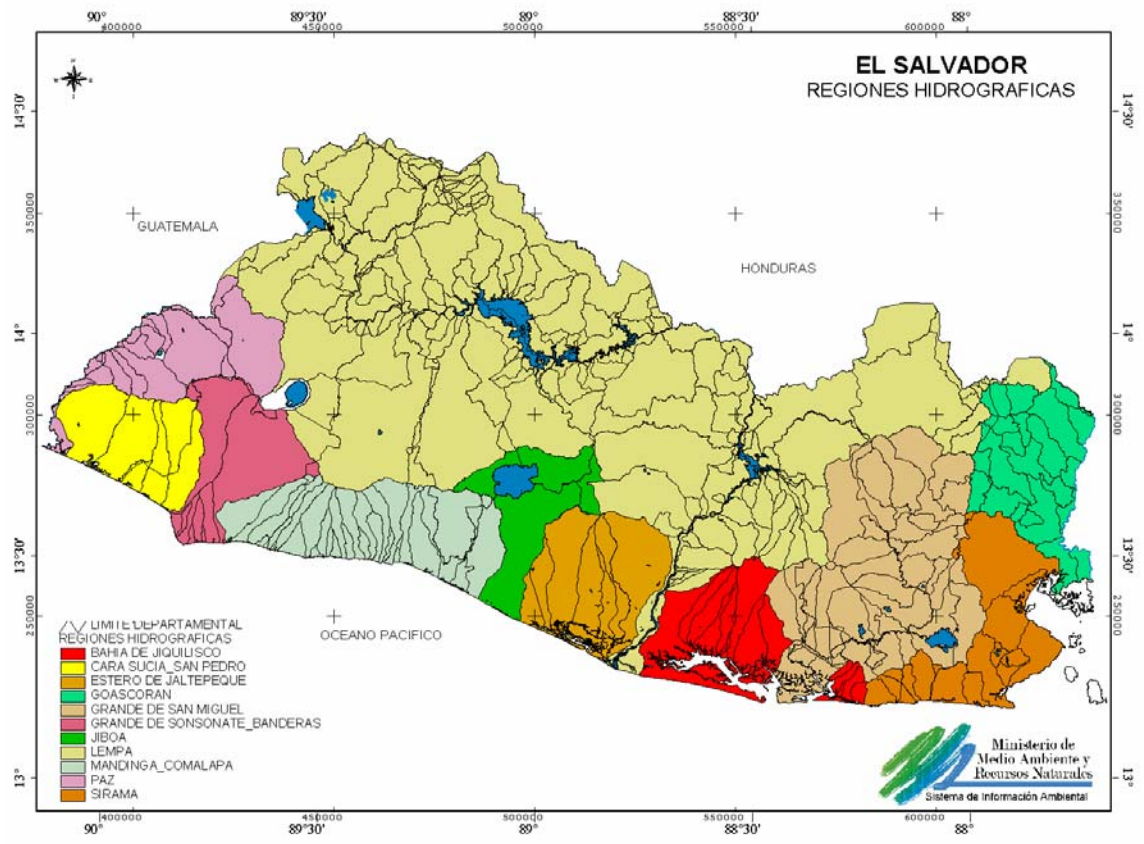 90° 89°30' 89° 88°30' 88°
400000 450000 500000 550000 600000
EL SALVADOR
REGIONES HIDROGRAFICAS
14°30' 14°30'
350000 350000
GUATEMALA
HONDURAS
14° 14°
300000 300000
13°30' 13°30'
250000 250000
OCEANO PACIFICO
LIMITE DEPARTAMENTAL
REGIONES HIDROGRAFICAS
BAHIA DE JIQUILISCO
CARA SUCIA_SAN PEDRO
ESTERO DE JALTEPEQUE
GOASCORAN
GRANDE DE SAN MIGUEL
GRANDE DE SONSONATE_BANDERAS
JIBOA
LEMPA
MANDINGA_COMALAPA
PAZ
SIRAMA
Ministerio de
Medio Ambiente y
Recursos Naturales
Sistema de Información Ambiental
13° 13°
400000 450000 500000 550000 600000
90° 89°30' 89° 88°30' 88°